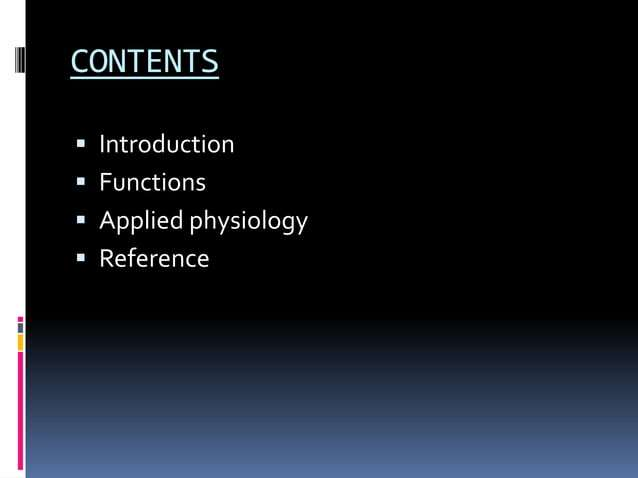 CONTENTS
▪ Introduction
▪ Functions
▪ Applied physiology
▪ Reference